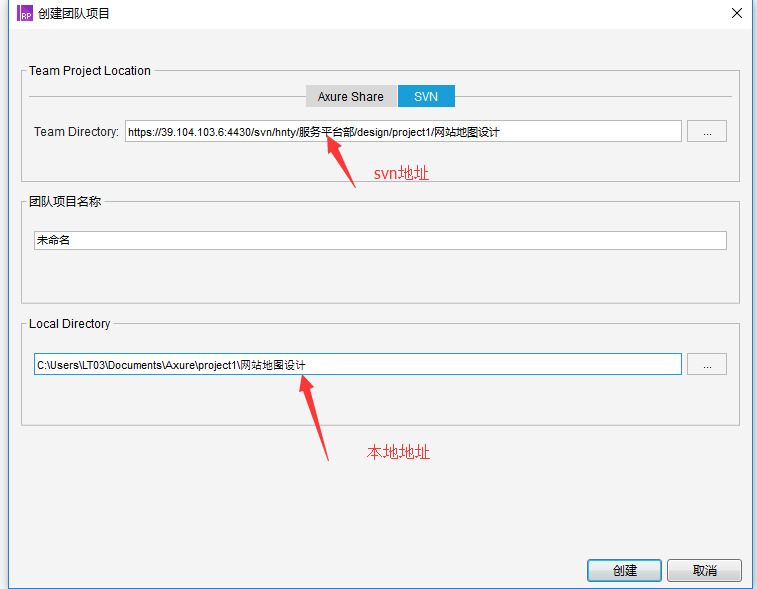 RP 创建团队项目
Team Project Location
Axure Share SVN
Team Directory: https://39.104.103.6:4430/svn/hnty/服务平台部/design/project1/网站地图设计 ...
svn地址
团队项目名称
未命名
Local Directory
C:\Users\LT03\Documents\Axure\project1\网站地图设计 ...
本地地址
创建 取消